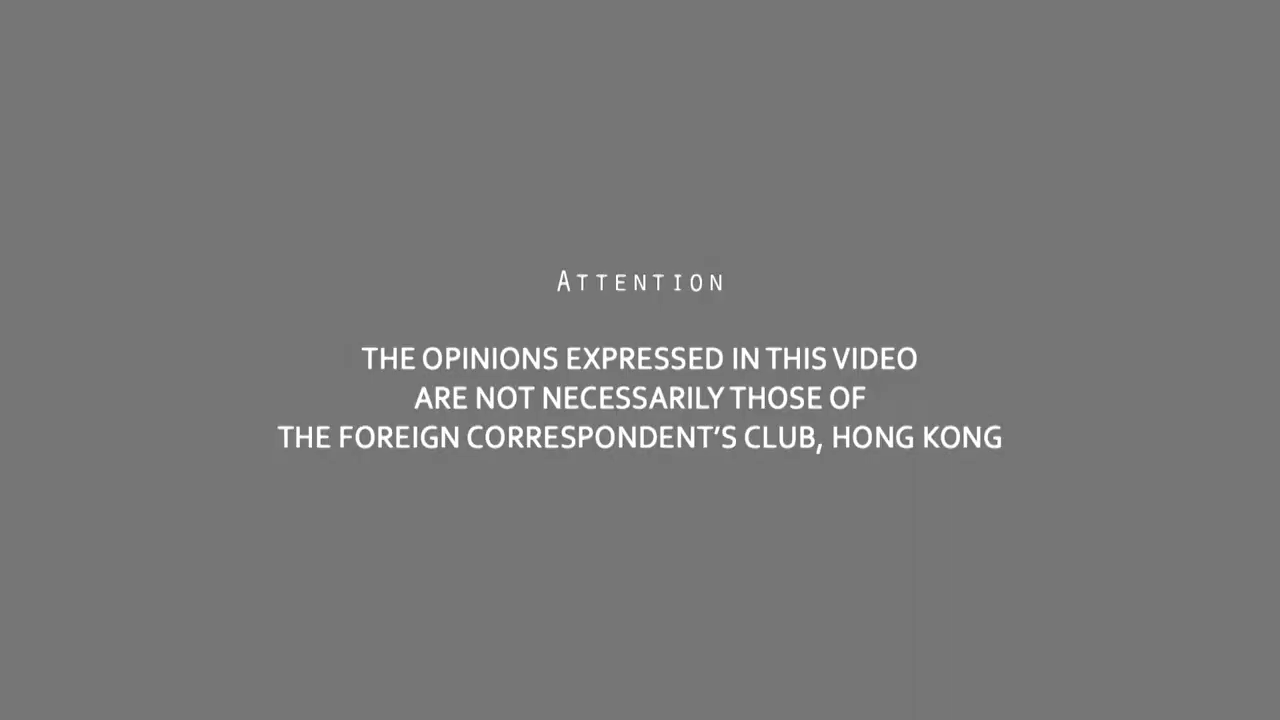 Attention
THE OPINIONS EXPRESSED IN THIS VIDEO
ARE NOT NECESSARILY THOSE OF
THE FOREIGN CORRESPONDENT’S CLUB, HONG KONG